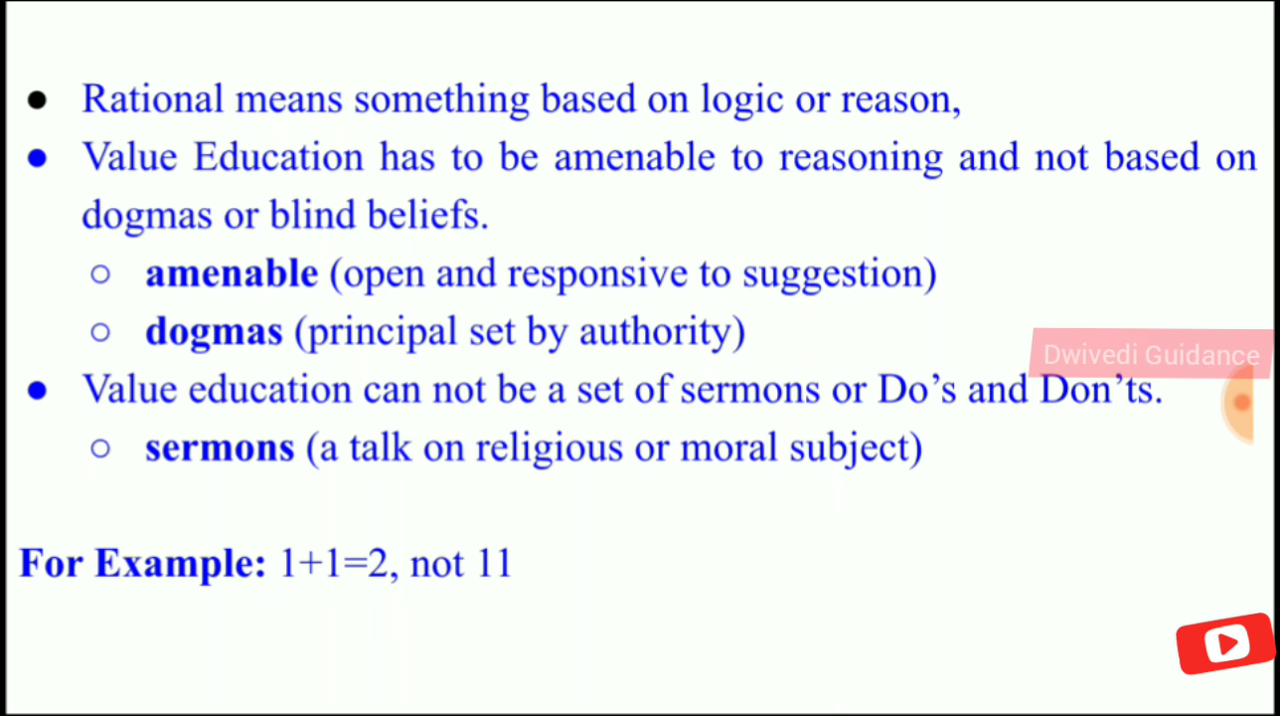 ● Rational means something based on logic or reason,
● Value Education has to be amenable to reasoning and not based on
dogmas or blind beliefs.
○ amenable (open and responsive to suggestion)
○ dogmas (principal set by authority)
Dwivedi Guidance
● Value education can not be a set of sermons or Do’s and Don’ts.
○ sermons (a talk on religious or moral subject)
For Example: 1+1=2, not 11